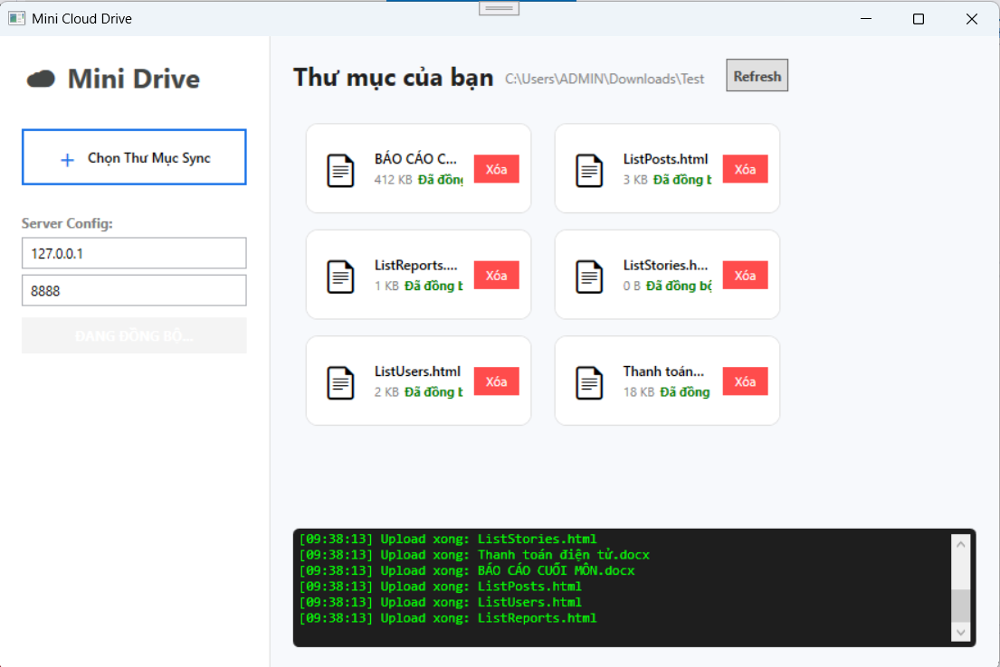 Mini Cloud Drive
Mini Drive
+ Chọn Thư Mục Sync
Server Config:
127.0.0.1
8888
ĐANG ĐỒNG BỘ...
Thư mục của bạn C:\Users\ADMIN\Downloads\Test Refresh
BÁO CÁO C...
412 KB Đã đồng
Xóa
ListPosts.html
3 KB Đã đồng b
Xóa
ListReports....
1 KB Đã đồng b
Xóa
ListStories.h...
0 B Đã đồng bộ
Xóa
ListUsers.html
2 KB Đã đồng b
Xóa
Thanh toán...
18 KB Đã đồng
Xóa
[09:38:13] Upload xong: ListStories.html
[09:38:13] Upload xong: Thanh toán điện tử.docx
[09:38:13] Upload xong: BÁO CÁO CUỐI MÔN.docx
[09:38:13] Upload xong: ListPosts.html
[09:38:13] Upload xong: ListUsers.html
[09:38:13] Upload xong: ListReports.html